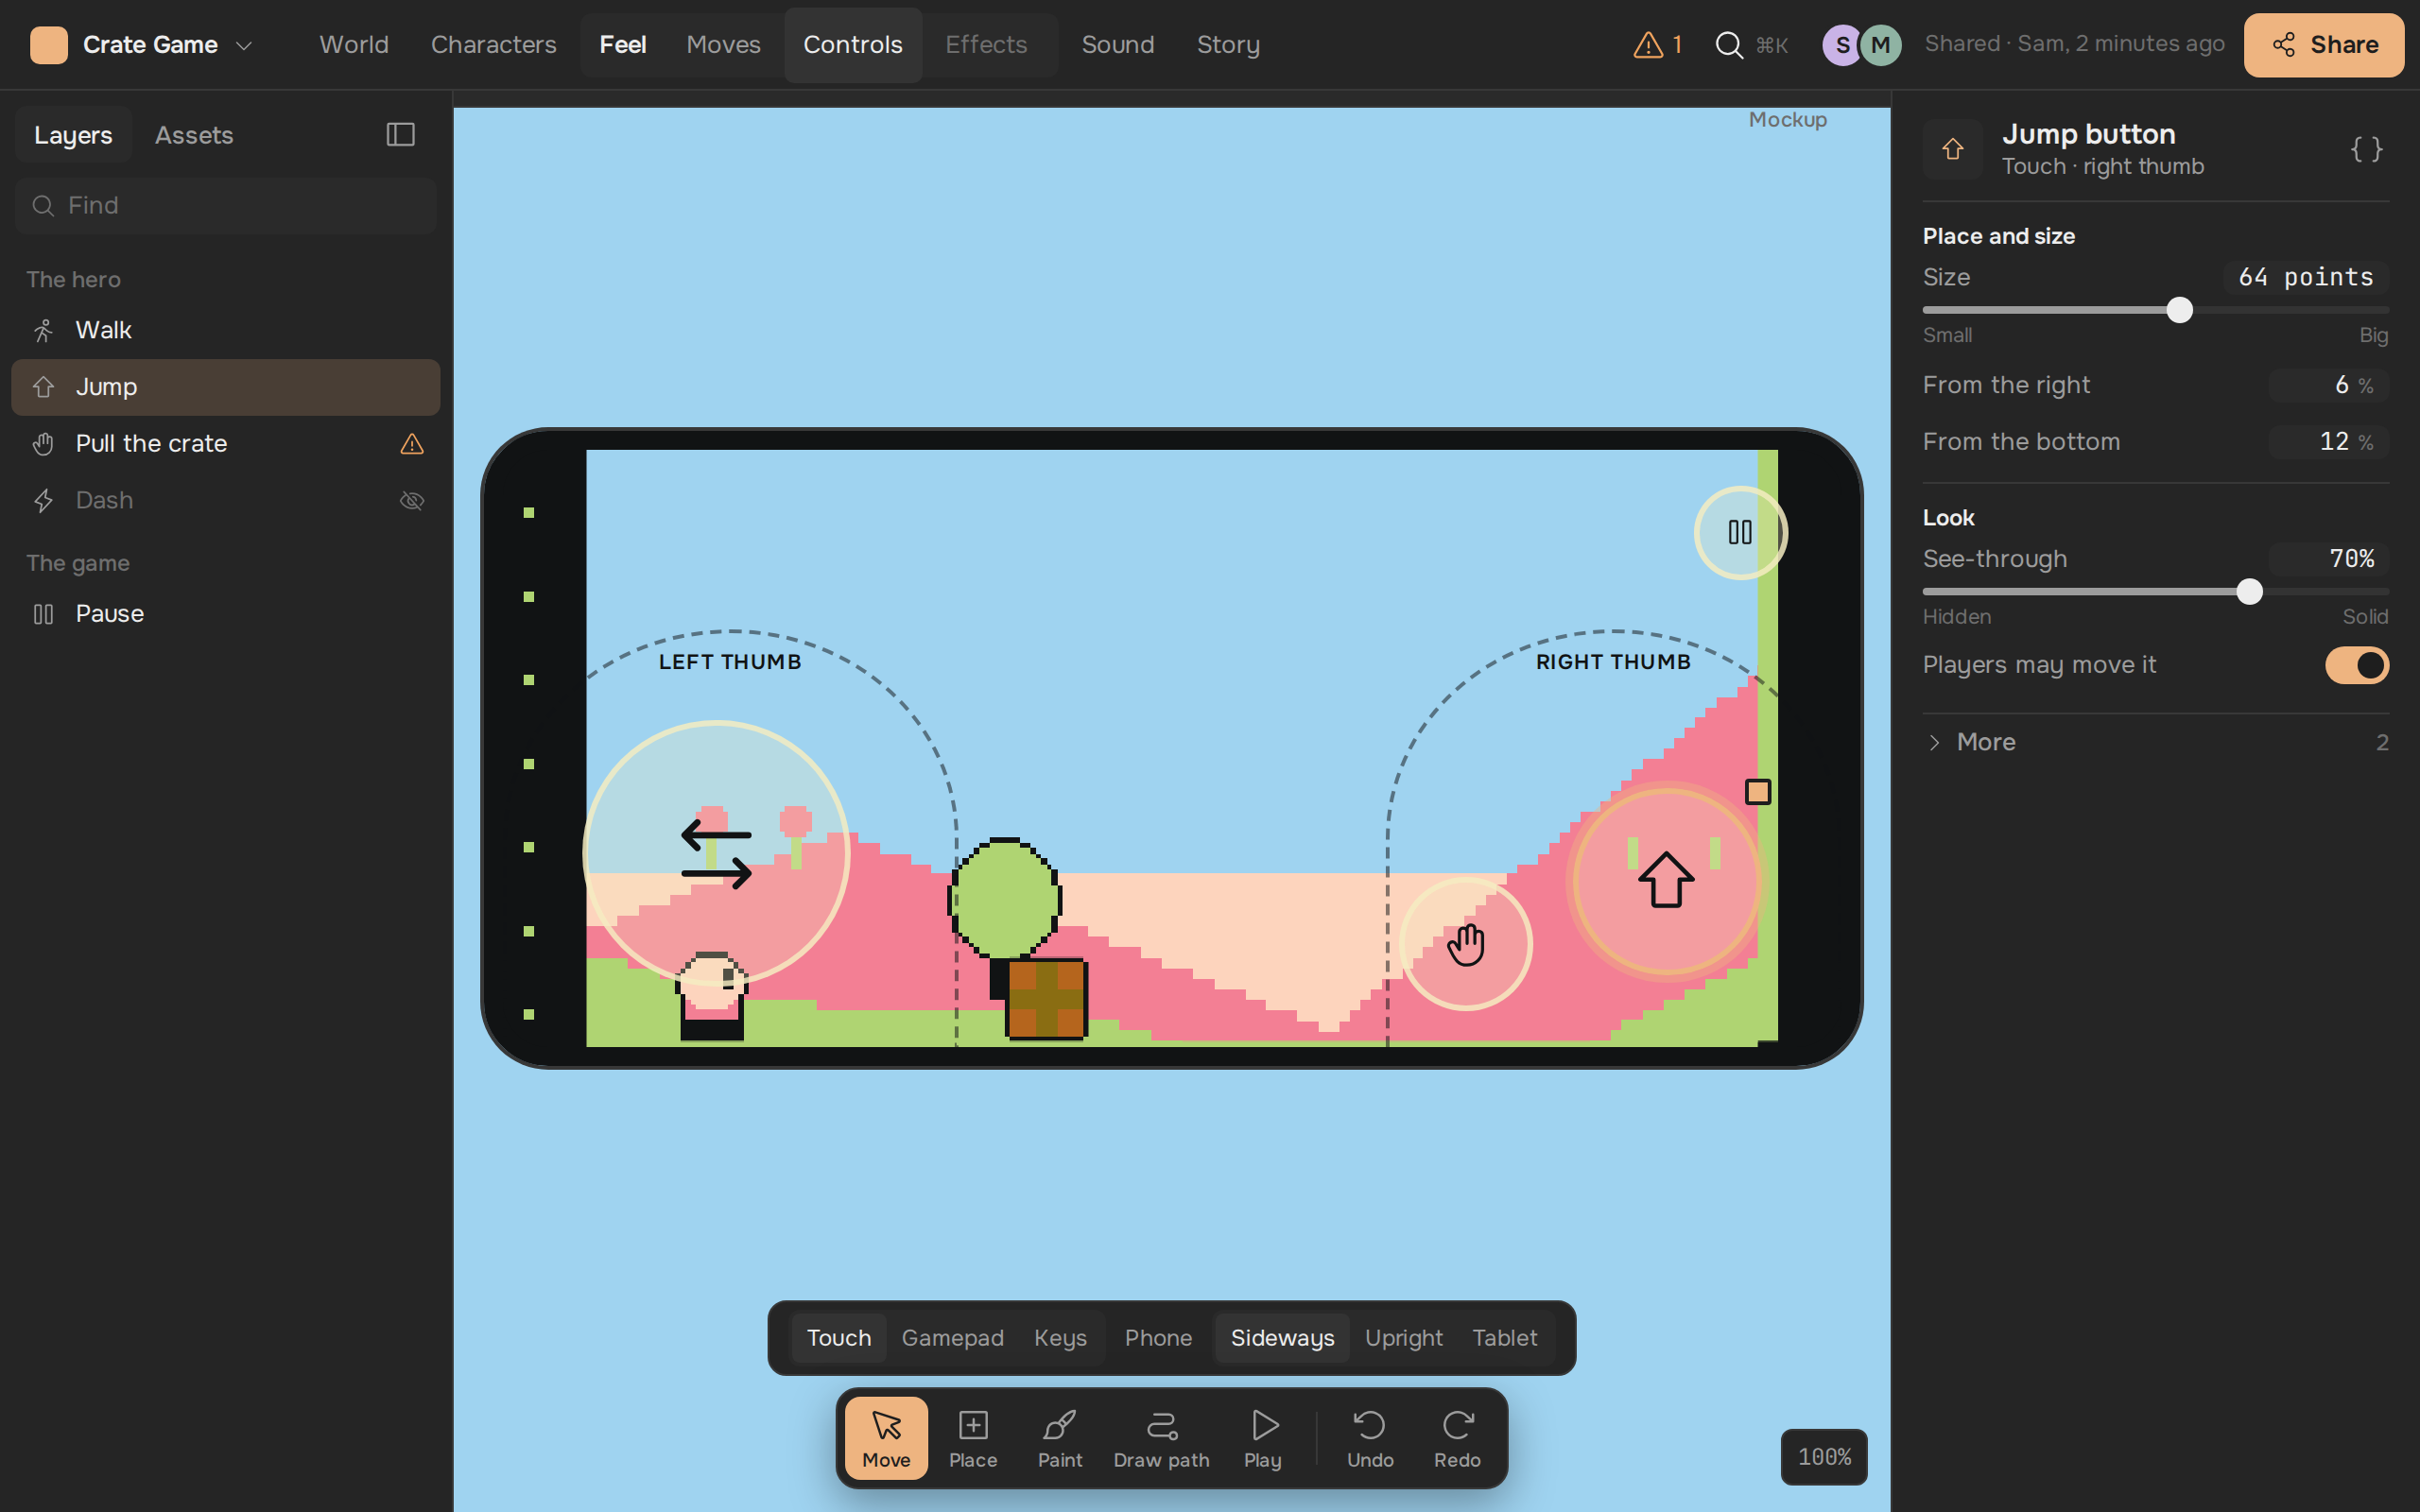 Crate Game World Characters Feel Moves Controls Effects Sound Story 1 ⌘K S M Shared · Sam, 2 minutes ago Share
Layers Assets
Find
The hero
Walk
Jump
Pull the crate
Dash
The game
Pause
Mockup
LEFT THUMB RIGHT THUMB
Touch Gamepad Keys Phone Sideways Upright Tablet
Move Place Paint Draw path Play Undo Redo
100%
Jump button
Touch · right thumb
{ }
Place and size
Size 64 points
Small Big
From the right 6 %
From the bottom 12 %
Look
See-through 70%
Hidden Solid
Players may move it
More 2